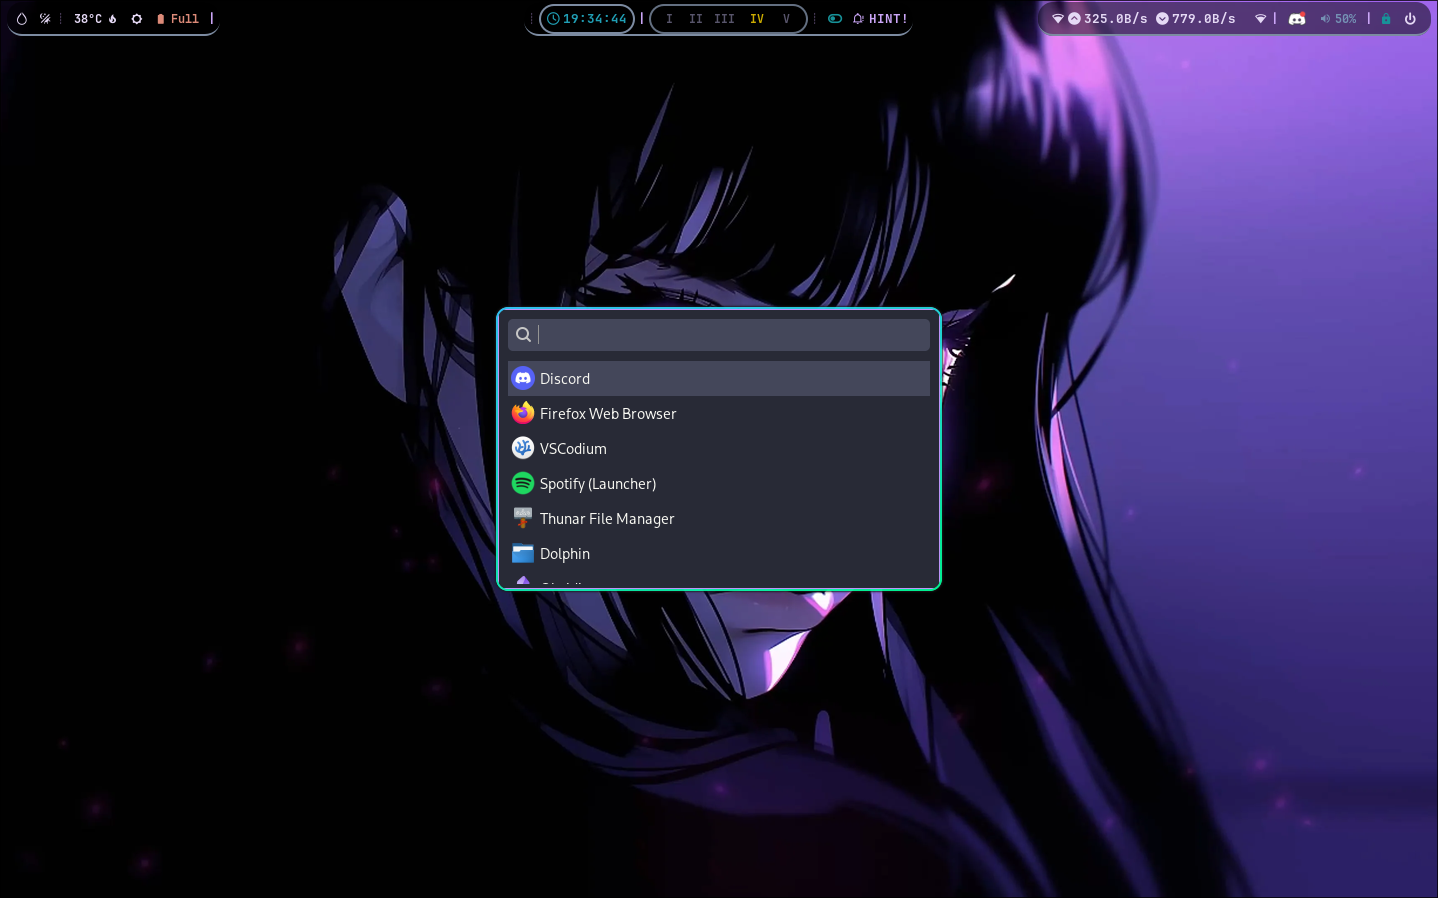 38°C Full
19:34:44 I II III IV V HINT!
325.0B/s 779.0B/s 50%
Discord
Firefox Web Browser
VSCodium
Spotify (Launcher)
Thunar File Manager
Dolphin